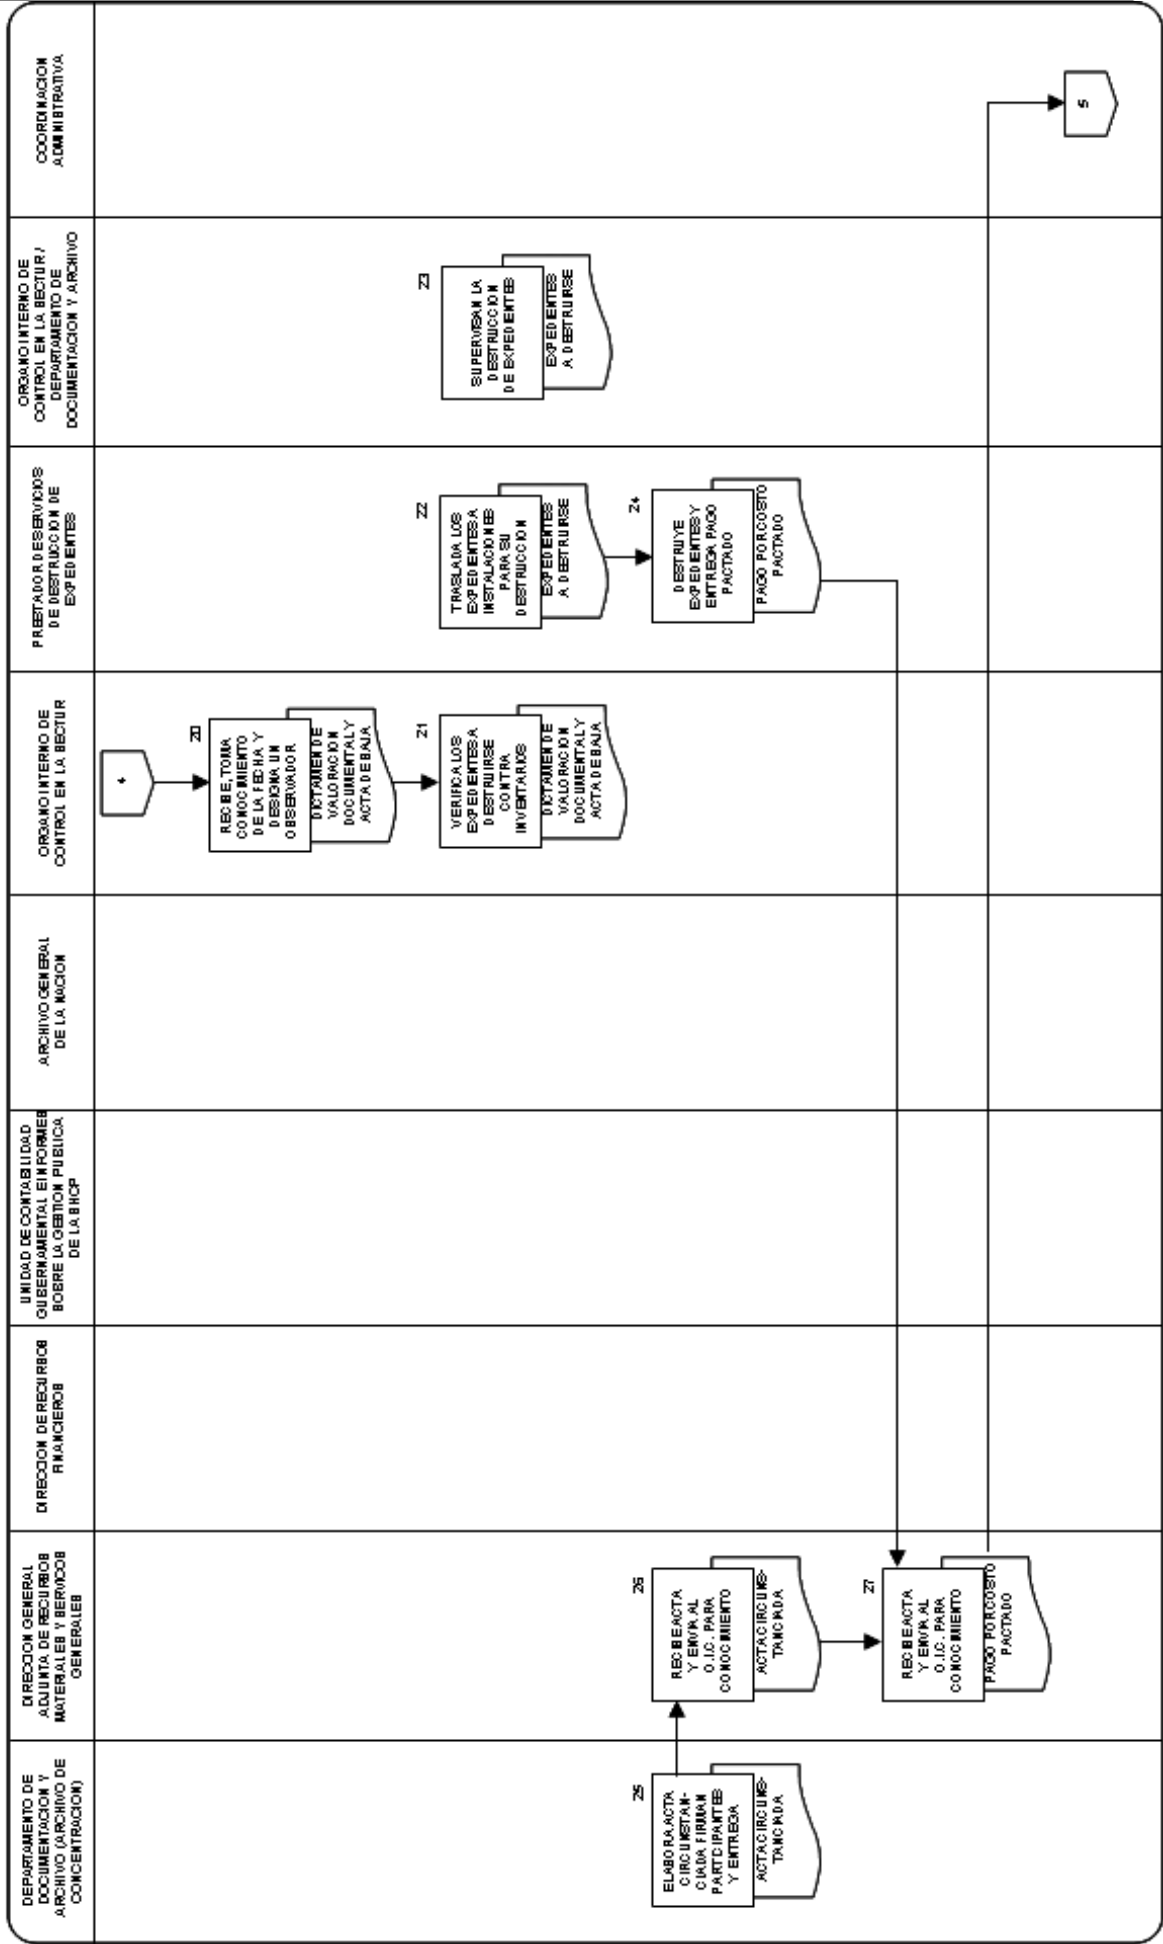 DEPARTAMENTO DE
DOCUMENTACION Y
ARCHIVO (ARCHIVO DE
CONCENTRACION)
DIRECCION GENERAL
ADJUNTA DE RECURSOS
MATERIALES Y SERVICOS
GENERALES
DIRECCION DE RECURSOS
FINANCIEROS
UNIDAD DE CONTABILIDAD
GUBERNAMENTAL E INFORMES
SOBRE LA GESTION PUBLICA
DE LA SHCP
ARCHIVO GENERAL
DE LA NACION
ORGANO INTERNO DE
CONTROL EN LA SECTUR
PRESTADOR DE SERVICIOS
DE DESTRUCCION DE
EXPEDIENTES
ORGANO INTERNO DE
CONTROL EN LA SECTUR /
DEPARTAMENTO DE
DOCUMENTACION Y ARCHIVO
COORDINACION
ADMINISTRATIVA
4
20
RECIBE, TOMA
CONOCIMIENTO
DE LA FECHA Y
DESIGNA UN
OBSERVADOR
DICTAMEN DE
VALORACION
DOCUMENTAL Y
ACTA DE BAJA
21
VERIFICA LOS
EXPEDIENTES A
DESTRUIRSE
CONTRA
INVENTARIOS
DICTAMEN DE
VALORACION
DOCUMENTAL Y
ACTA DE BAJA
22
TRASLADA LOS
EXPEDIENTES A
INSTALACIONES
PARA SU
DESTRUCCION
EXPEDIENTES
A DESTRUIRSE
23
SUPERVISAN LA
DESTRUCCION
DE EXPEDIENTES
EXPEDIENTES
A DESTRUIRSE
24
DESTRUYE
EXPEDIENTES Y
ENTREGA PAGO
PACTADO
PAGO POR COSTO
PACTADO
25
ELABORA ACTA
CIRCUNSTAN-
CIADA FIRMAN
PARTCIPANTES
Y ENTREGA
ACTA CIRCUNS-
TANCIADA
26
RECIBE ACTA
Y ENVIA AL
O.I.C. PARA
CONOCIMIENTO
ACTA CIRCUNS-
TANCIADA
27
RECIBE ACTA
Y ENVIA AL
O.I.C. PARA
CONOCIMIENTO
PAGO POR COSTO
PACTADO
5